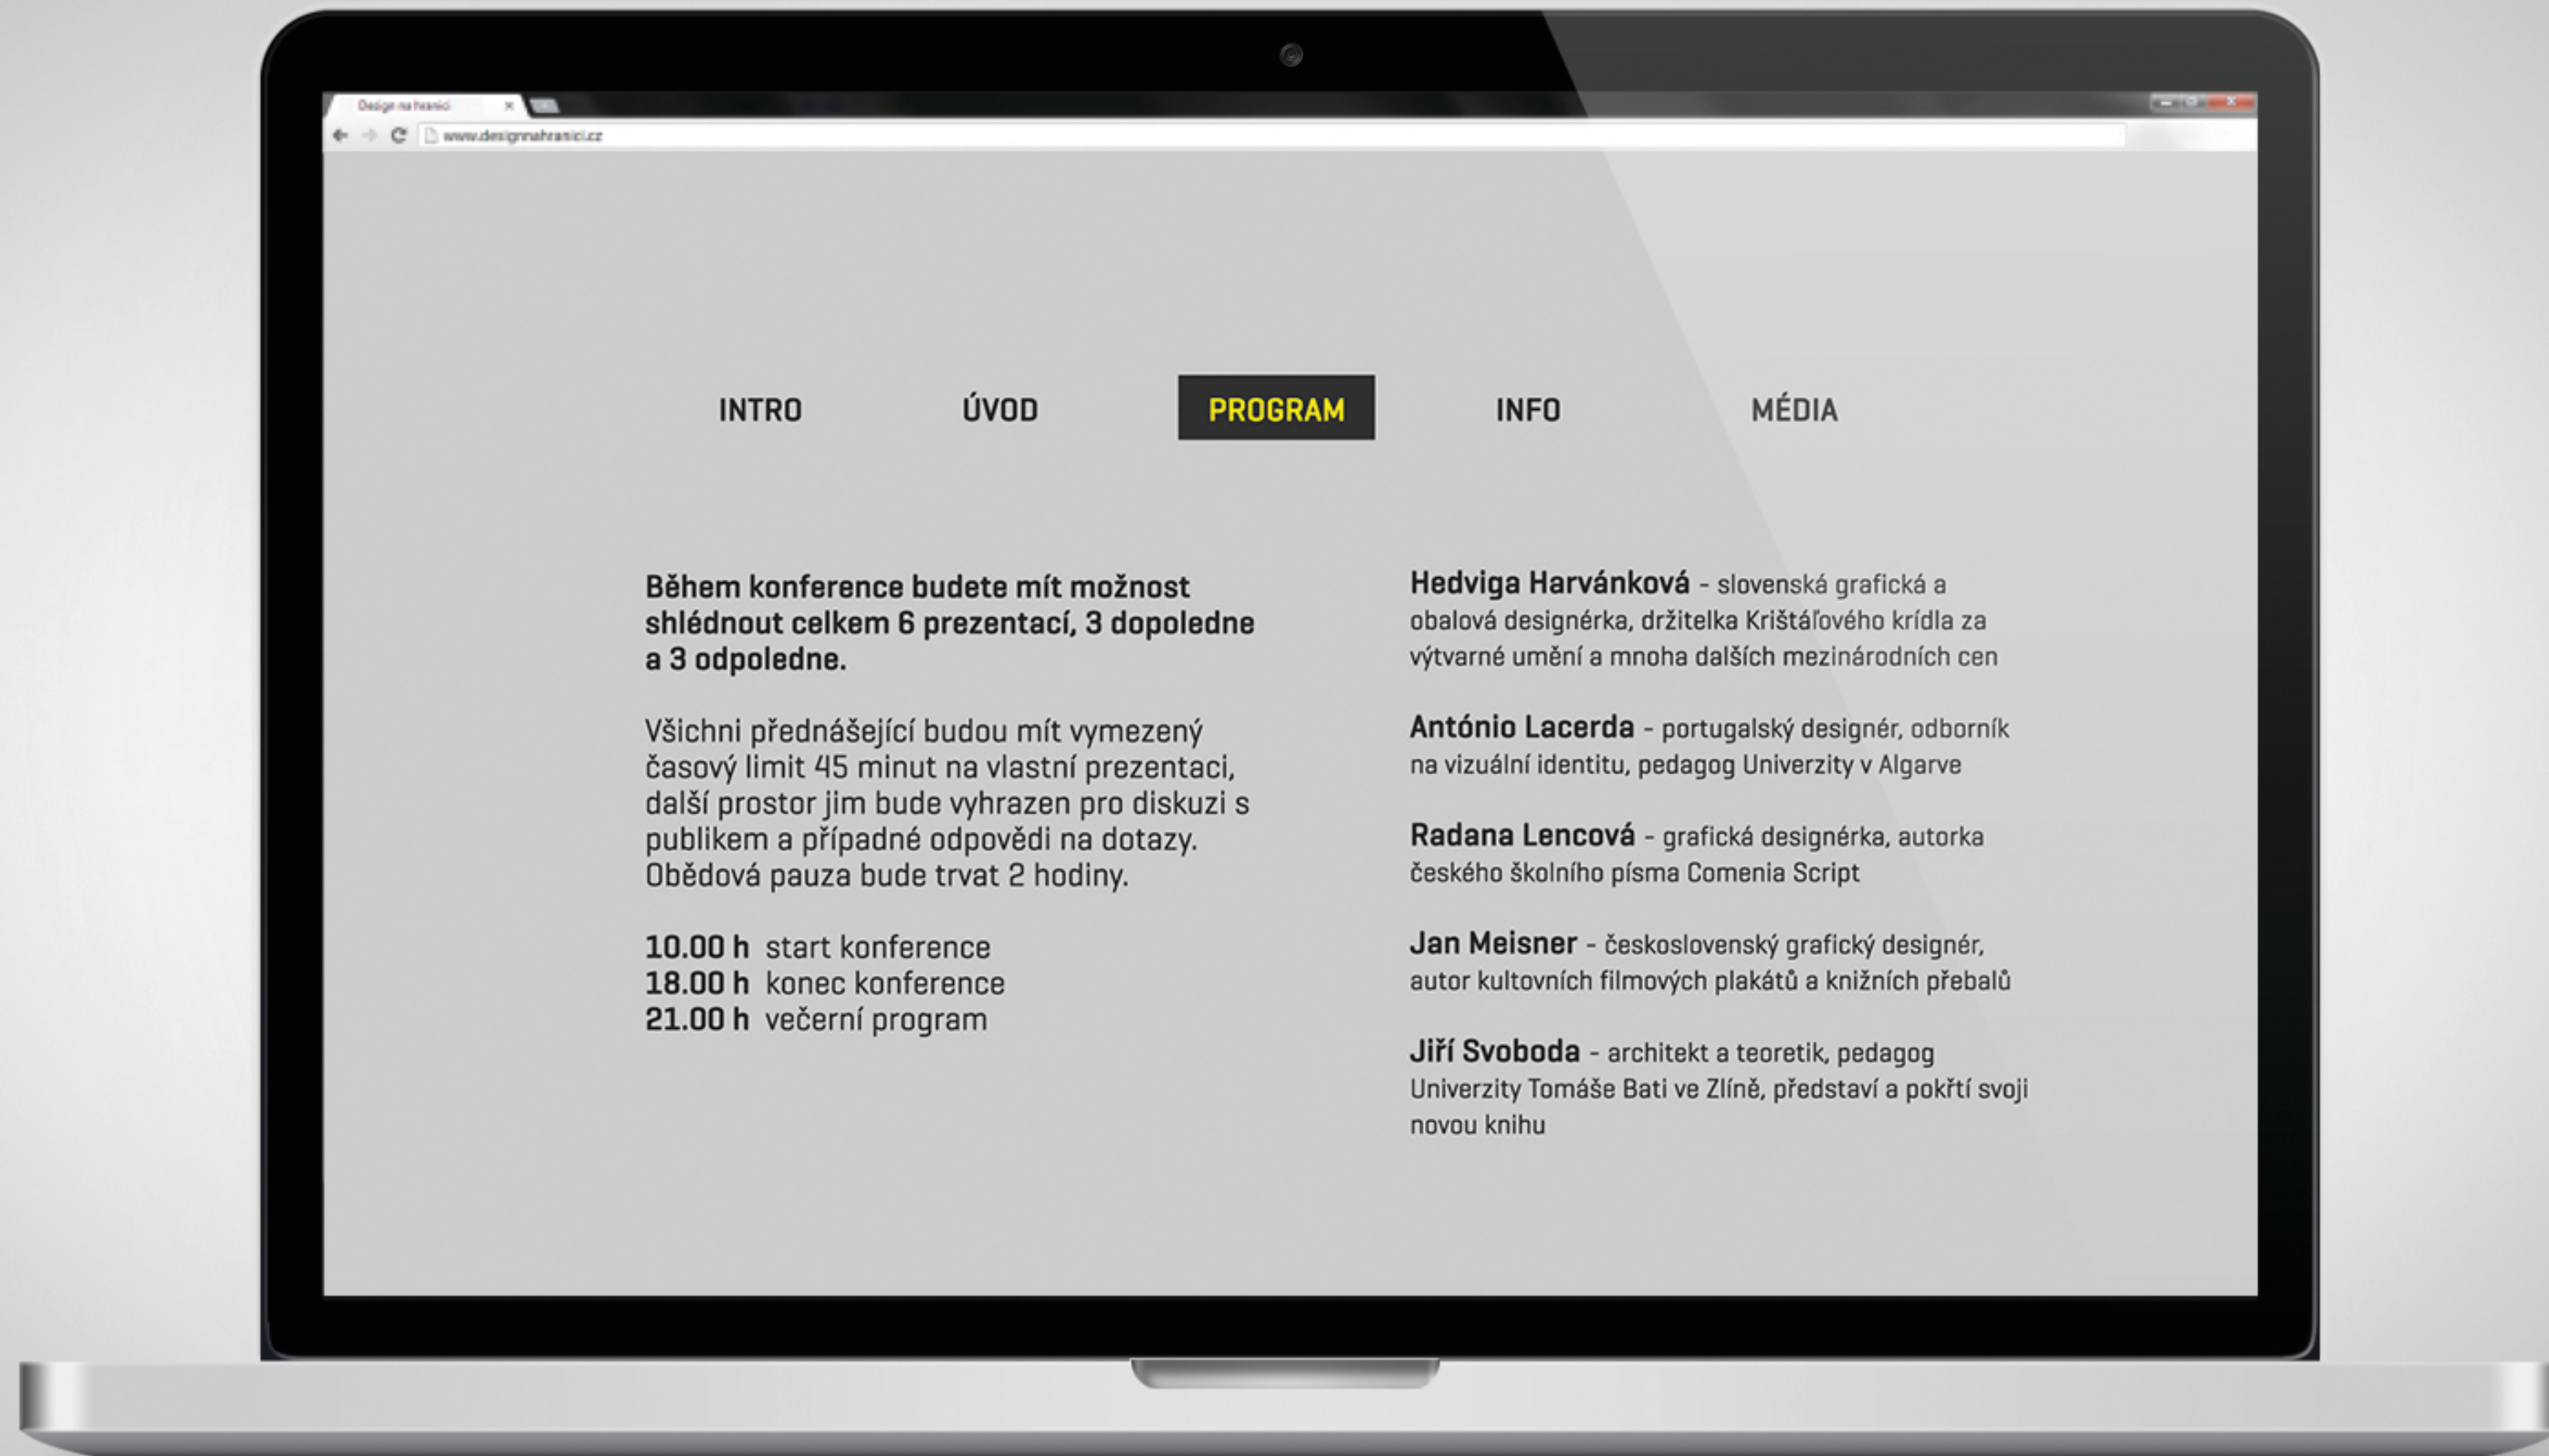 Design na hranici
www.designnahranici.cz
INTRO
ÚVOD
PROGRAM
INFO
MÉDIA
Během konference budete mít možnost
shlédnout celkem 6 prezentací, 3 dopoledne
a 3 odpoledne.
Všichni přednášející budou mít vymezený
časový limit 45 minut na vlastní prezentaci,
další prostor jim bude vyhrazen pro diskuzi s
publikem a případné odpovědi na dotazy.
Obědová pauza bude trvat 2 hodiny.
10.00 h start konference
18.00 h konec konference
21.00 h večerní program
Hedviga Harvánková - slovenská grafická a
obalová designérka, držitelka Krištáľového krídla za
výtvarné umění a mnoha dalších mezinárodních cen
António Lacerda - portugalský designér, odborník
na vizuální identitu, pedagog Univerzity v Algarve
Radana Lencová - grafická designérka, autorka
českého školního písma Comenia Script
Jan Meisner - československý grafický designér,
autor kultovních filmových plakátů a knižních přebalů
Jiří Svoboda - architekt a teoretik, pedagog
Univerzity Tomáše Bati ve Zlíně, představí a pokřtí svoji
novou knihu